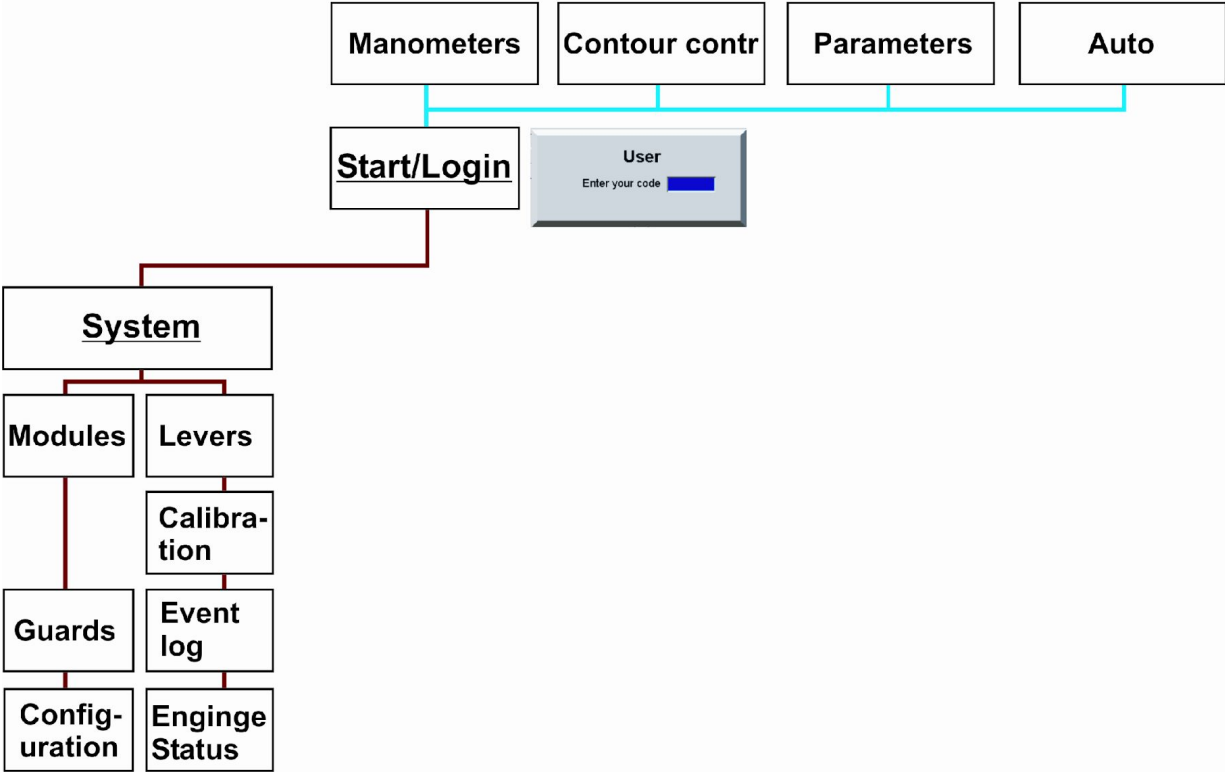 Manometers
Contour contr
Parameters
Auto
Start/Login
User
Enter your code
System
Modules
Levers
Calibra-
tion
Guards
Event
log
Config-
uration
Enginge
Status